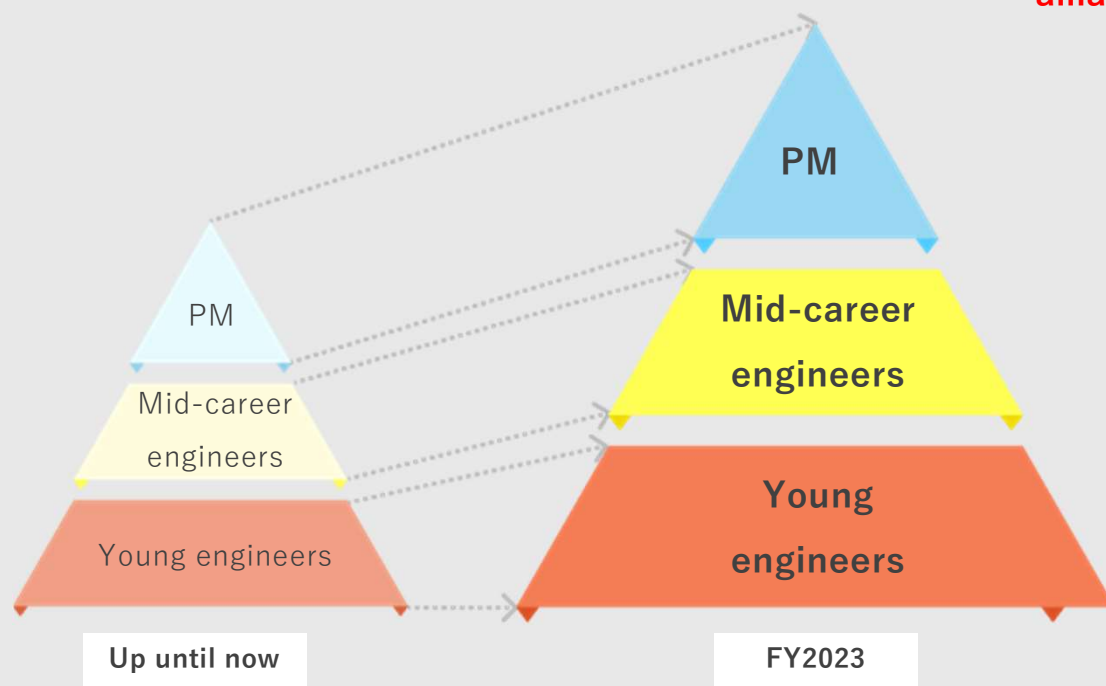 PM
PM
Mid-career
engineers
Mid-career
engineers
Young
engineers
Young engineers
Up until now
FY2023